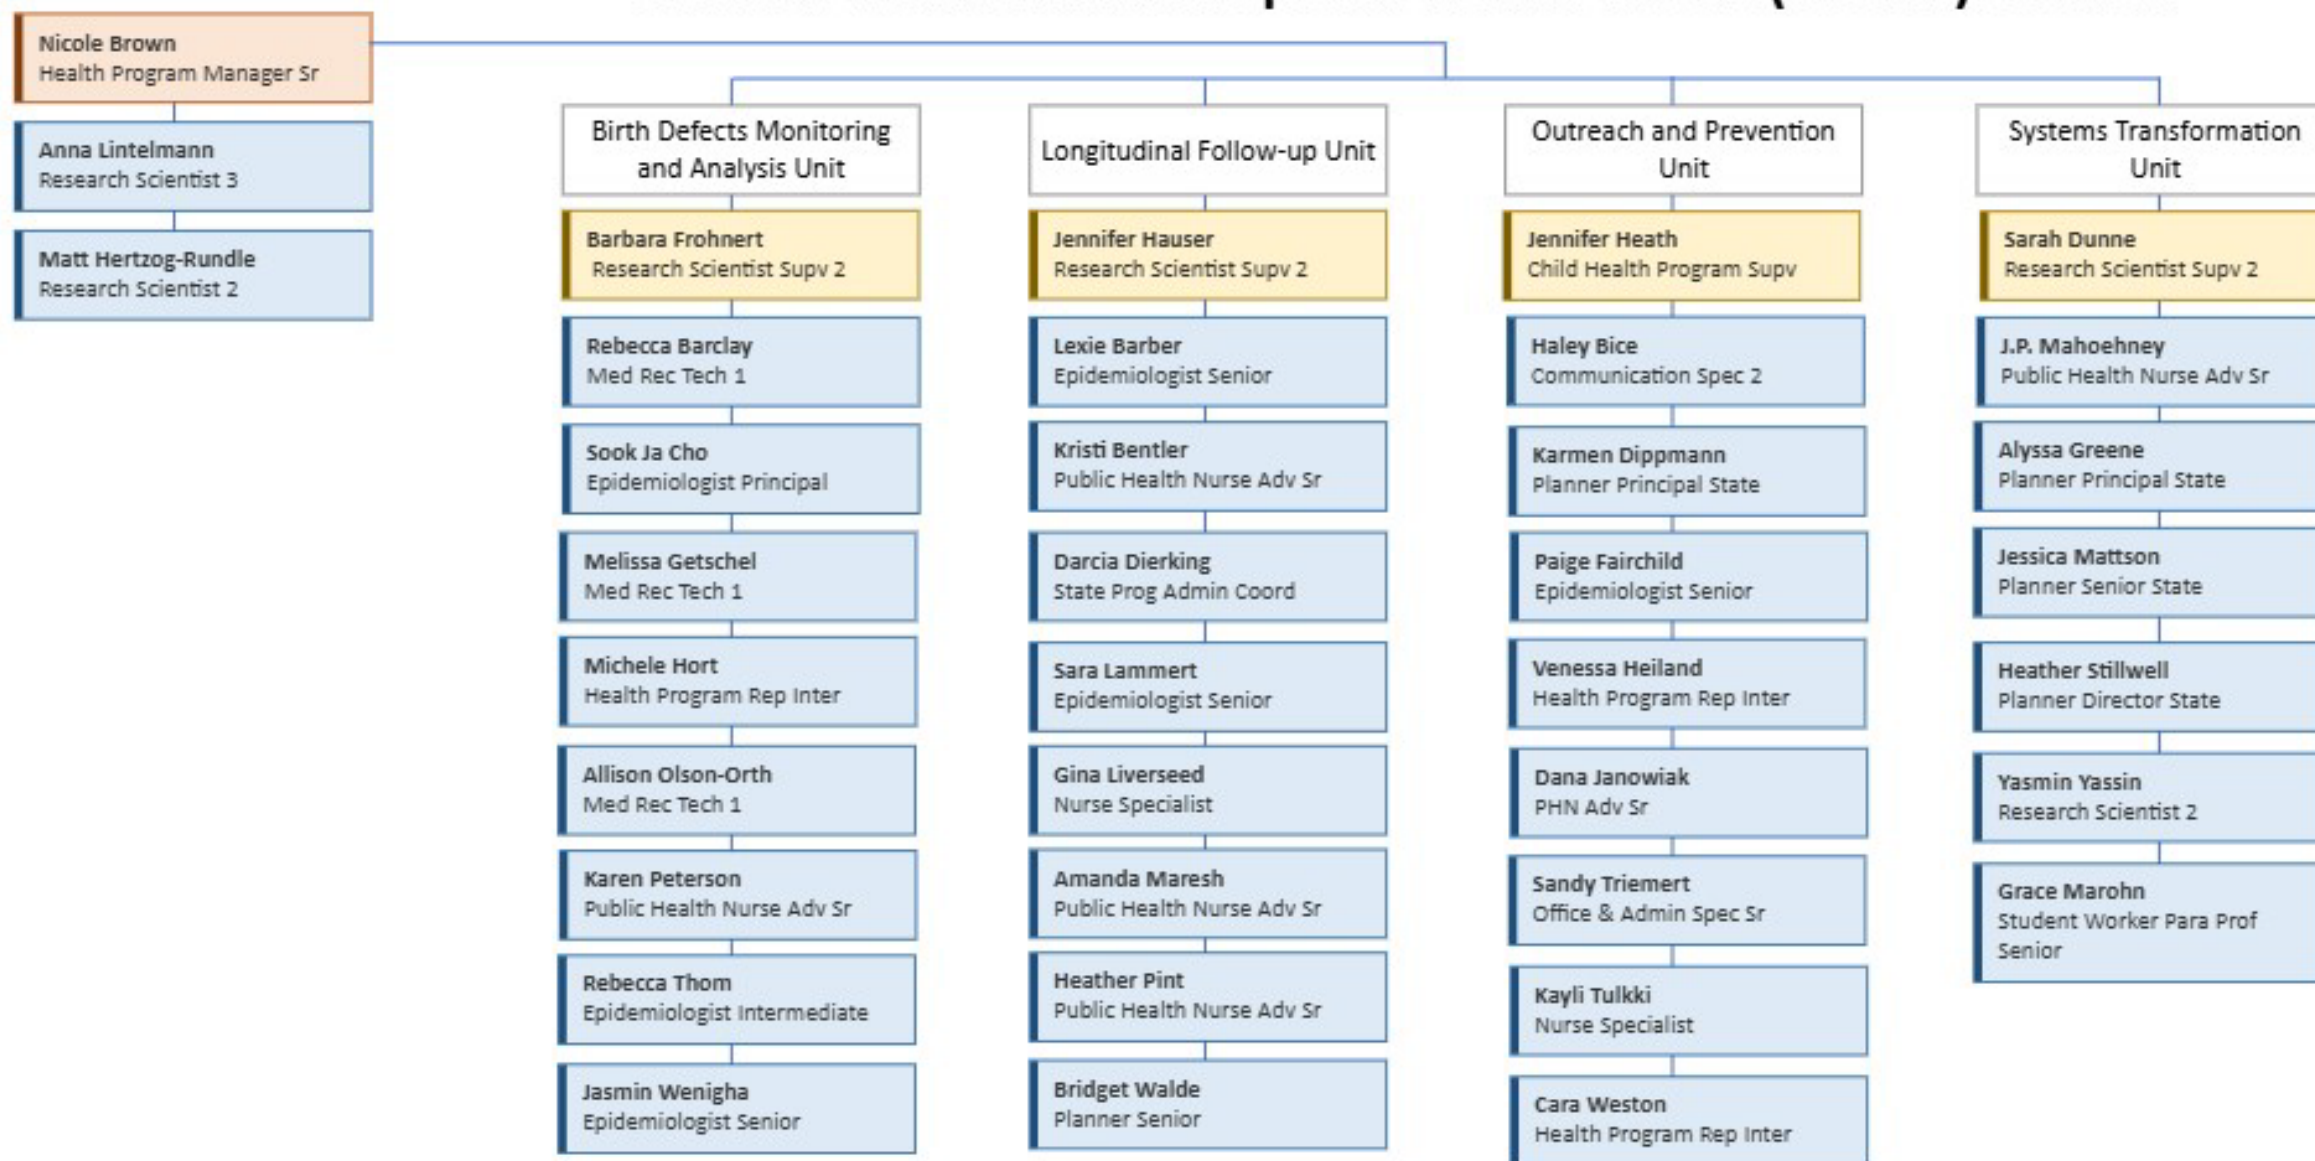 Nicole Brown
Health Program Manager Sr
Anna Lintelmann
Research Scientist 3
Matt Hertzog-Rundle
Research Scientist 2
Birth Defects Monitoring
and Analysis Unit
Barbara Frohnert
Research Scientist Supv 2
Rebecca Barclay
Med Rec Tech 1
Sook Ja Cho
Epidemiologist Principal
Melissa Getschel
Med Rec Tech 1
Michele Hort
Health Program Rep Inter
Allison Olson-Orth
Med Rec Tech 1
Karen Peterson
Public Health Nurse Adv Sr
Rebecca Thom
Epidemiologist Intermediate
Jasmin Wenigha
Epidemiologist Senior
Longitudinal Follow-up Unit
Jennifer Hauser
Research Scientist Supv 2
Lexie Barber
Epidemiologist Senior
Kristi Bentler
Public Health Nurse Adv Sr
Darcia Dierking
State Prog Admin Coord
Sara Lammert
Epidemiologist Senior
Gina Liverseed
Nurse Specialist
Amanda Maresh
Public Health Nurse Adv Sr
Heather Pint
Public Health Nurse Adv Sr
Bridget Walde
Planner Senior
Outreach and Prevention
Unit
Jennifer Heath
Child Health Program Supv
Haley Bice
Communication Spec 2
Karmen Dippmann
Planner Principal State
Paige Fairchild
Epidemiologist Senior
Venessa Heiland
Health Program Rep Inter
Dana Janowiak
PHN Adv Sr
Sandy Triemert
Office & Admin Spec Sr
Kayli Tulkki
Nurse Specialist
Cara Weston
Health Program Rep Inter
Systems Transformation
Unit
Sarah Dunne
Research Scientist Supv 2
J.P. Mahoehney
Public Health Nurse Adv Sr
Alyssa Greene
Planner Principal State
Jessica Mattson
Planner Senior State
Heather Stillwell
Planner Director State
Yasmin Yassin
Research Scientist 2
Grace Marohn
Student Worker Para Prof
Senior